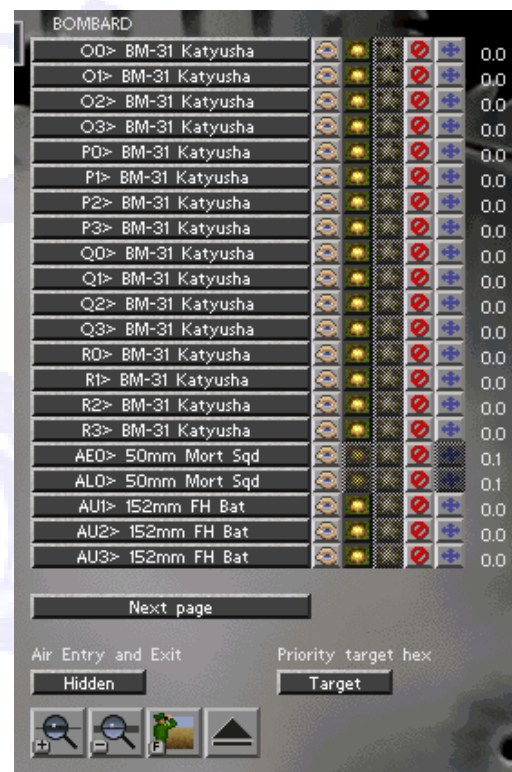 BOMBARD
O0> BM-31 Katyusha 0.0
O1> BM-31 Katyusha 0.0
O2> BM-31 Katyusha 0.0
O3> BM-31 Katyusha 0.0
P0> BM-31 Katyusha 0.0
P1> BM-31 Katyusha 0.0
P2> BM-31 Katyusha 0.0
P3> BM-31 Katyusha 0.0
Q0> BM-31 Katyusha 0.0
Q1> BM-31 Katyusha 0.0
Q2> BM-31 Katyusha 0.0
Q3> BM-31 Katyusha 0.0
R0> BM-31 Katyusha 0.0
R1> BM-31 Katyusha 0.0
R2> BM-31 Katyusha 0.0
R3> BM-31 Katyusha 0.0
AE0> 50mm Mort Sqd 0.1
AL0> 50mm Mort Sqd 0.1
AU1> 152mm FH Bat 0.0
AU2> 152mm FH Bat 0.0
AU3> 152mm FH Bat 0.0
Next page
Air Entry and Exit Priority target hex
Hidden Target
+ - F